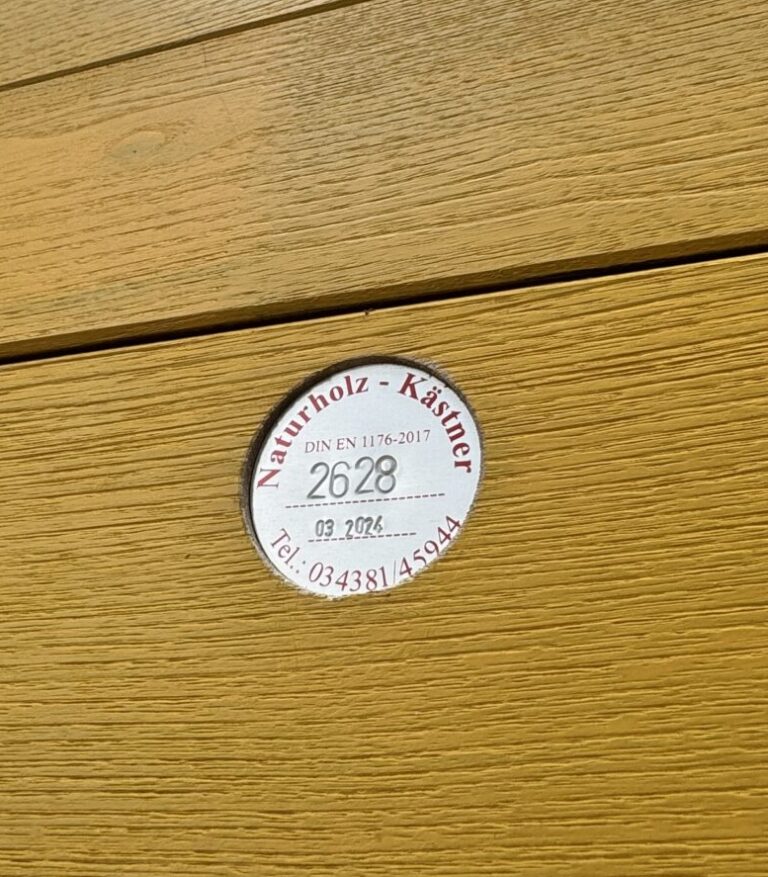 Naturholz - Kästner
DIN EN 1176-2017
2628
03 2024
Tel.: 034381/45944